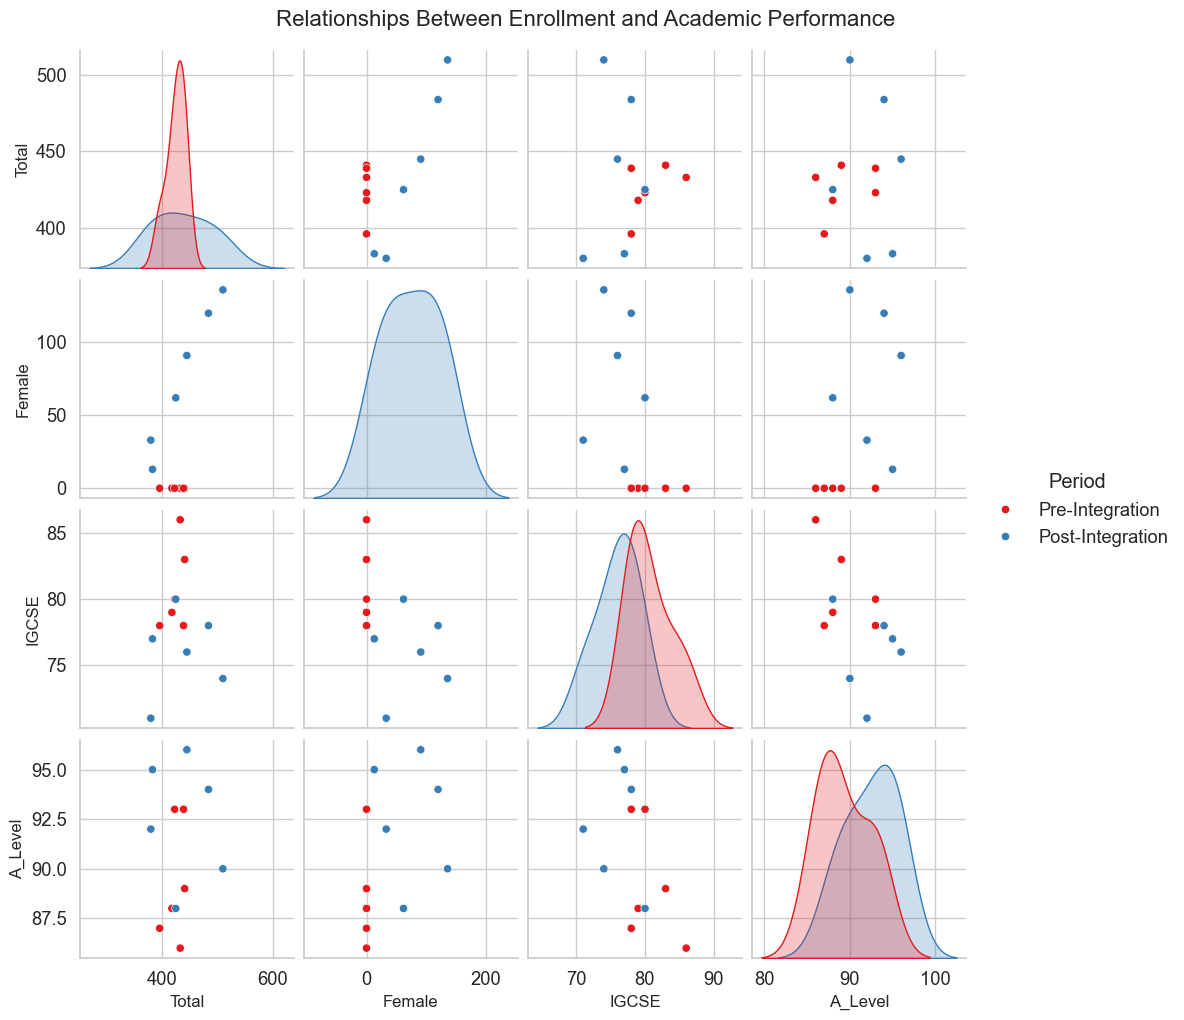 Relationships Between Enrollment and Academic Performance
500
450
400
Total
100
50
0
Female
85
80
75
IGCSE
95.0
92.5
90.0
87.5
A_Level
400 600
Total
0 200
Female
70 80 90
IGCSE
80 90 100
A_Level
Period
Pre-Integration
Post-Integration